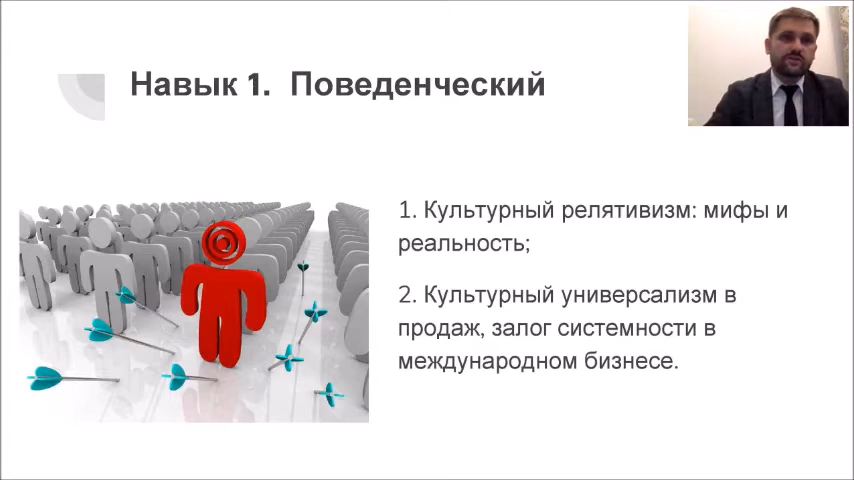 Навык 1. Поведенческий
1. Культурный релятивизм: мифы и
реальность;
2. Культурный универсализм в
продаж, залог системности в
международном бизнесе.